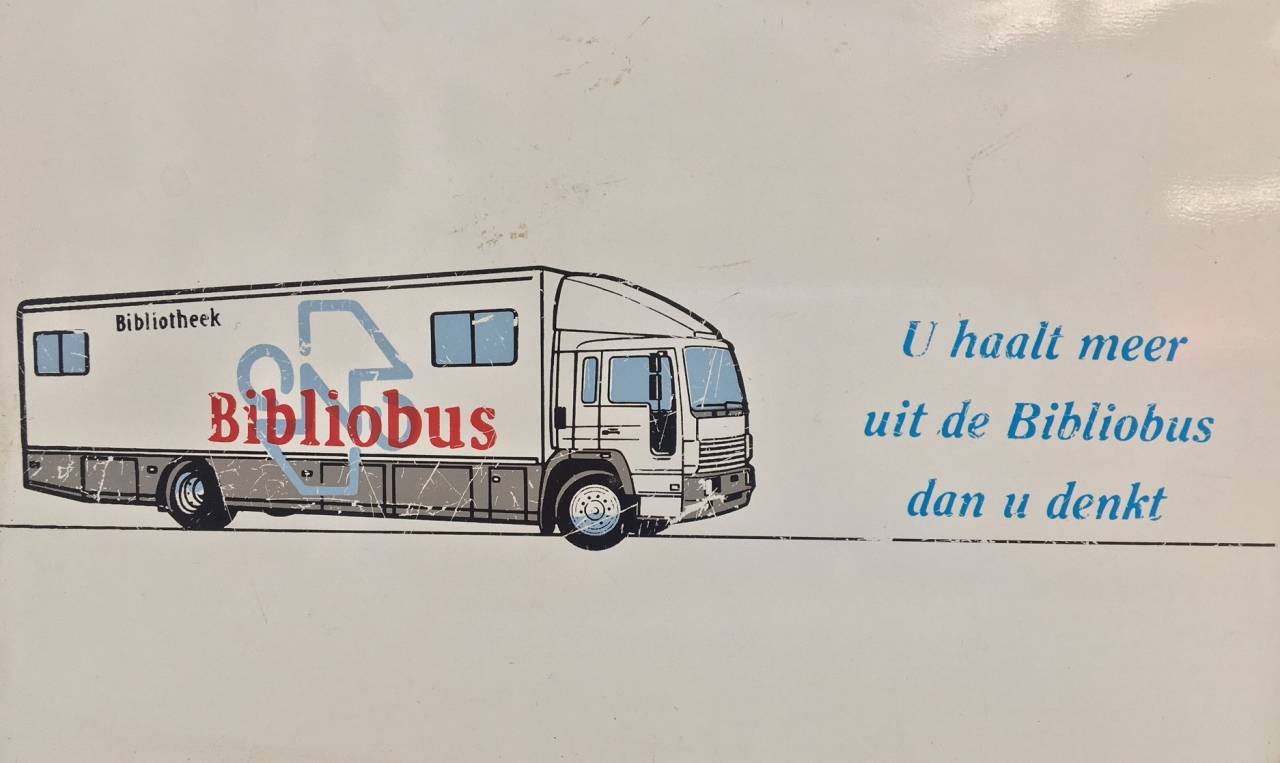 Bibliotheek
Bibliobus
U haalt meer
uit de Bibliobus
dan u denkt